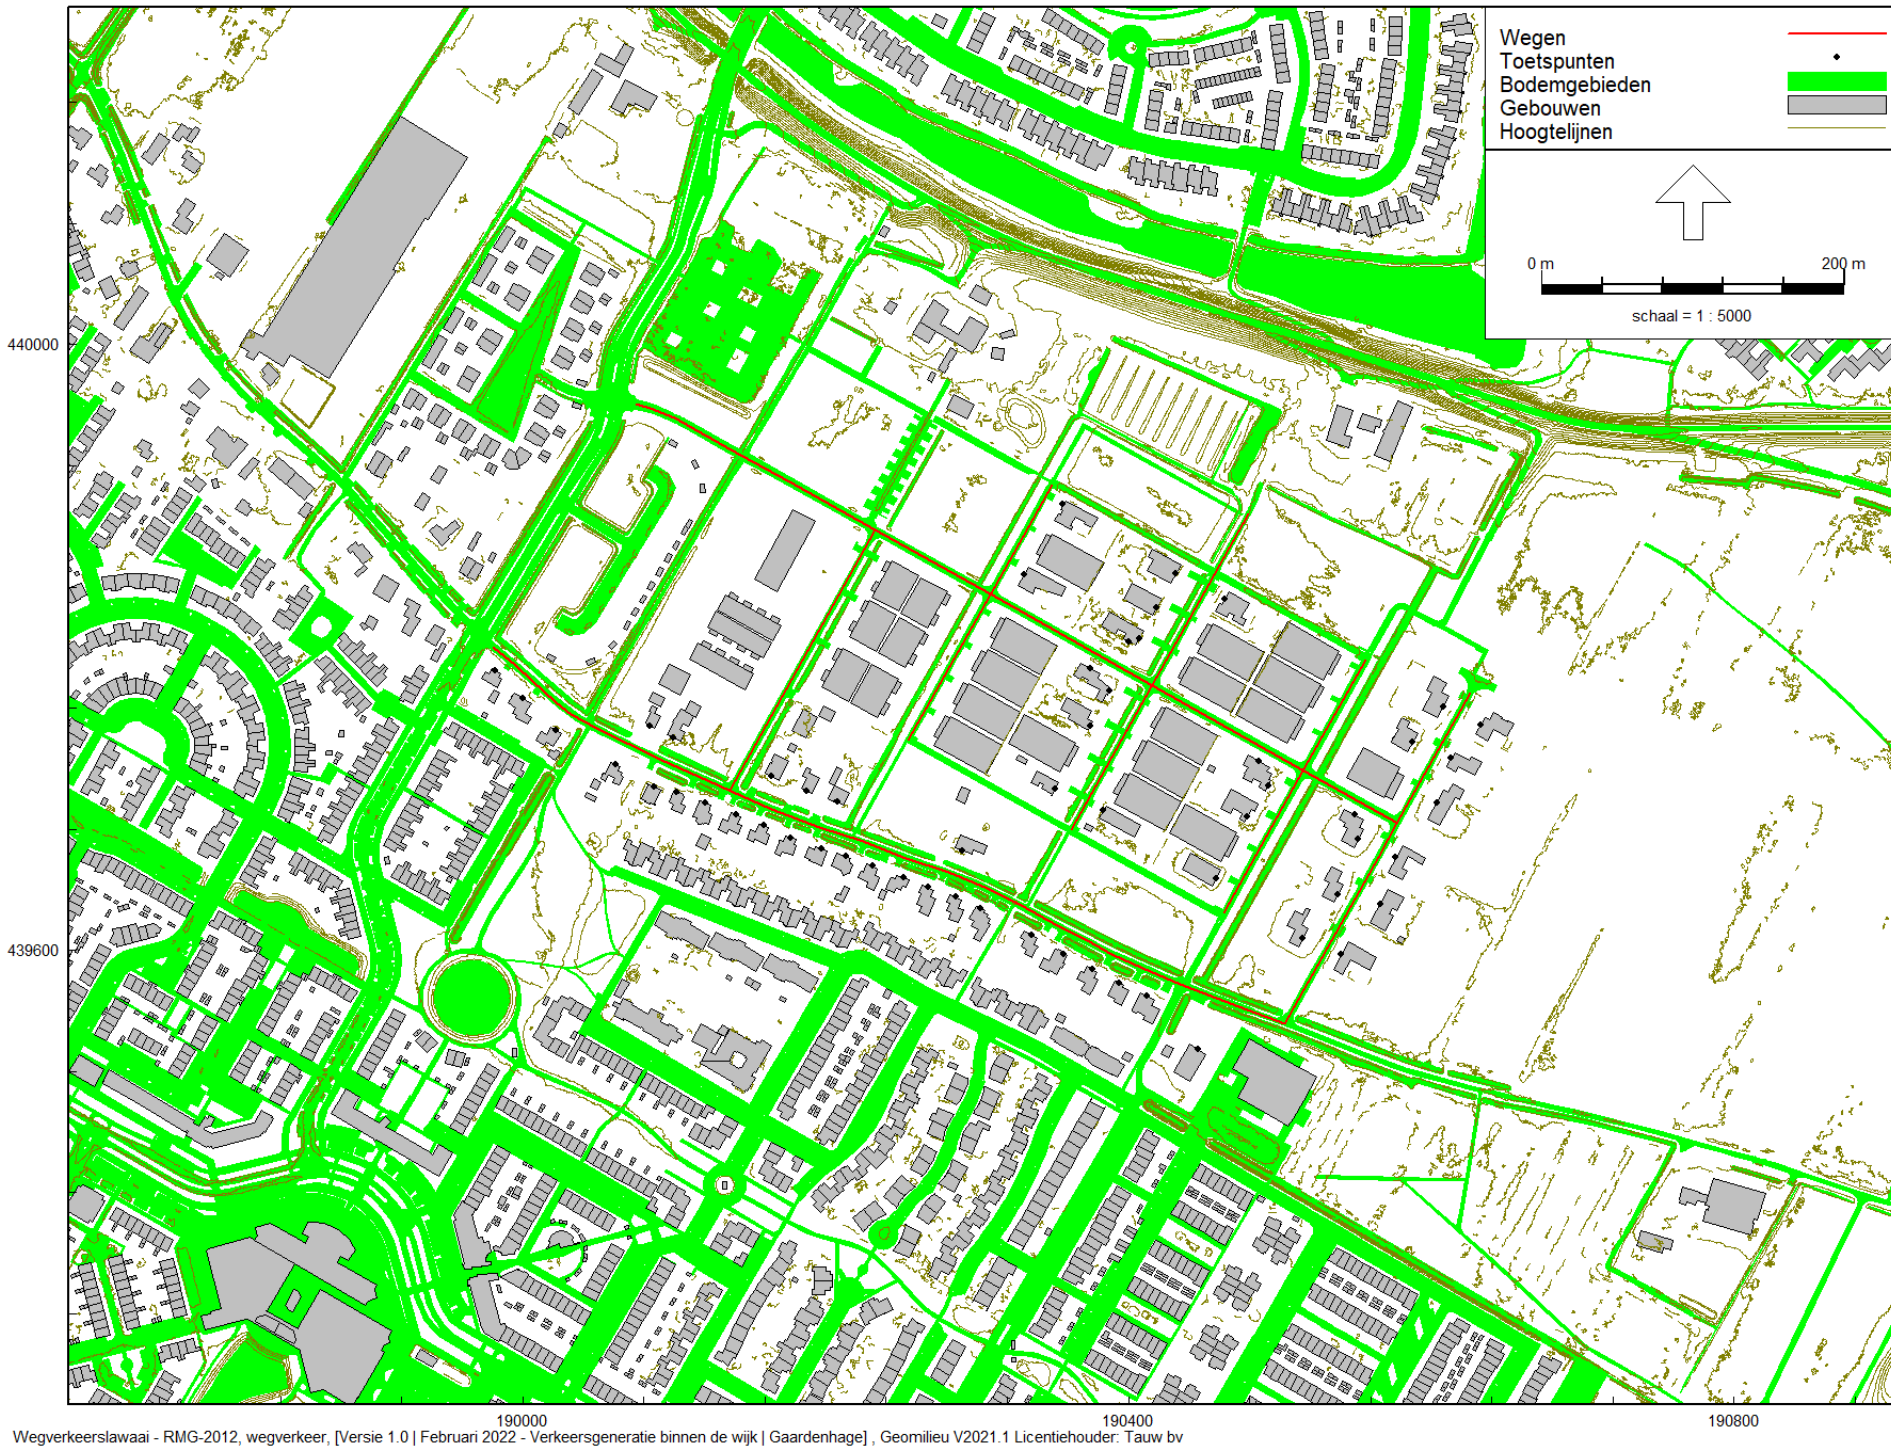 Wegen
Toetspunten
Bodemgebieden
Gebouwen
Hoogtelijnen
0 m
200 m
schaal = 1 : 5000
440000
439600
190000
190400
190800
Wegverkeerslawaai - RMG-2012, wegverkeer, [Versie 1.0 | Februari 2022 - Verkeersgeneratie binnen de wijk | Gaardenhage] , Geomilieu V2021.1 Licentiehouder: Tauw bv